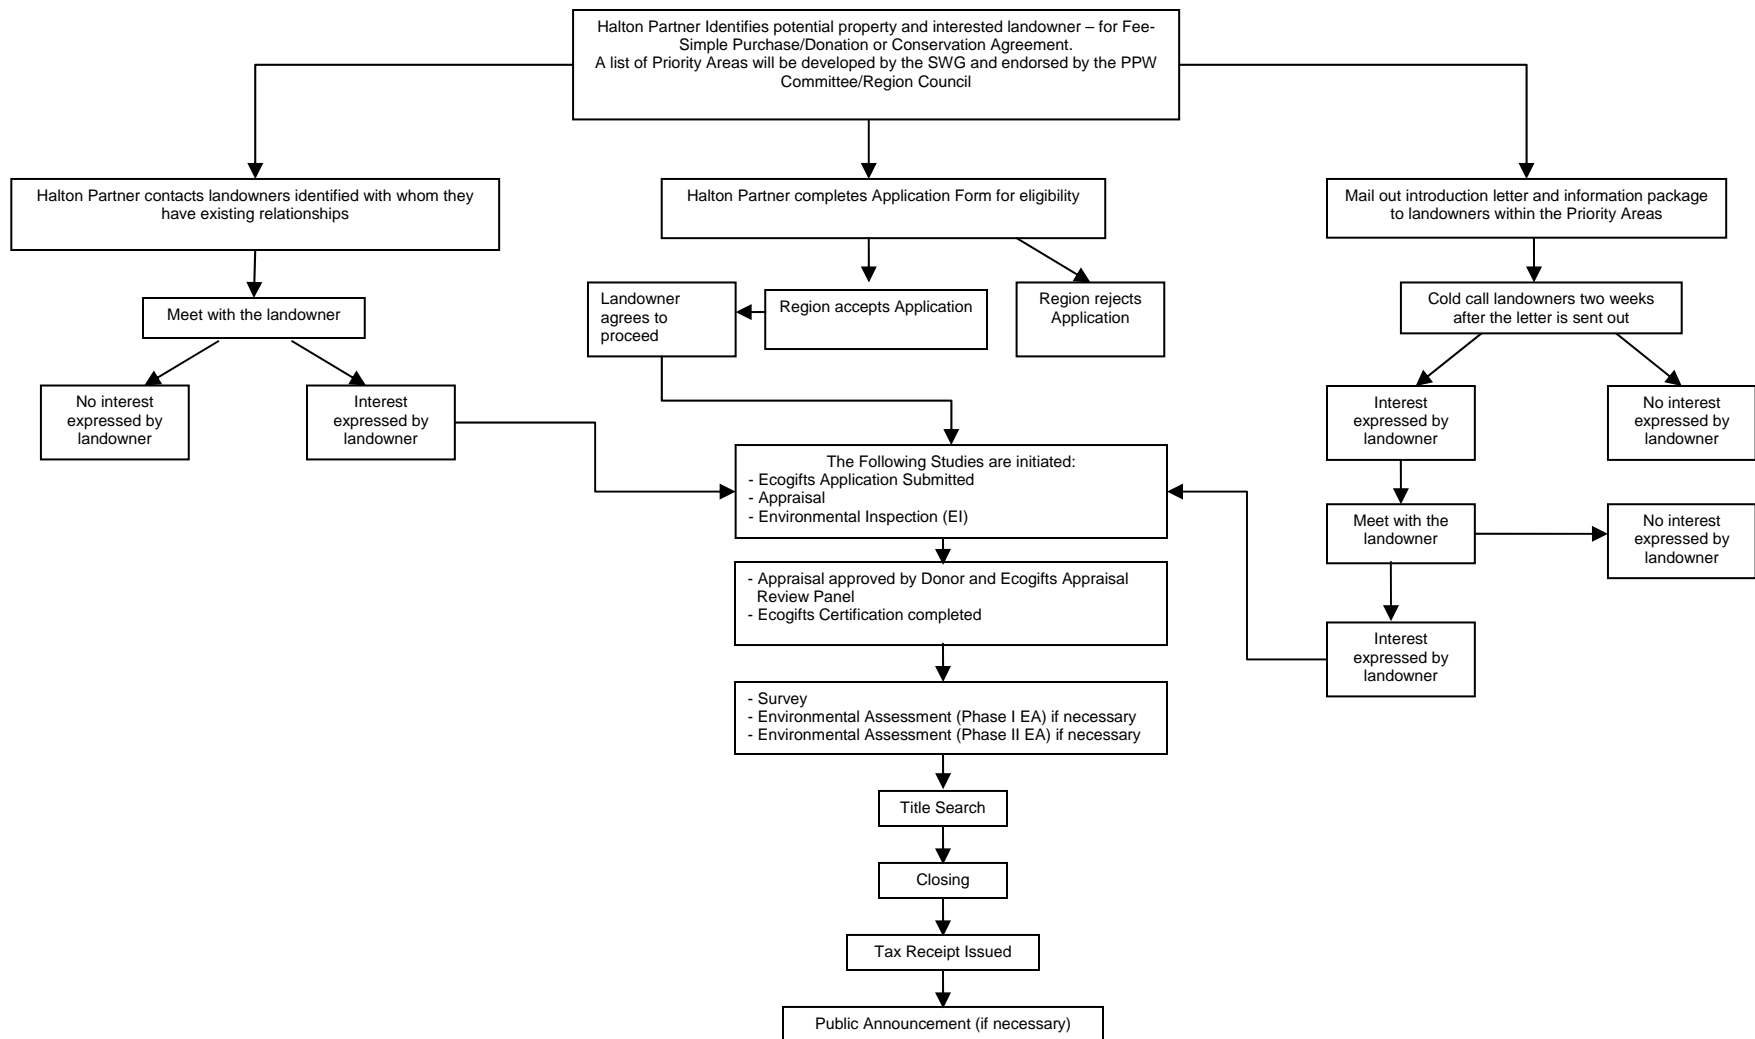 Halton Partner Identifies potential property and interested landowner – for Fee-
Simple Purchase/Donation or Conservation Agreement.
A list of Priority Areas will be developed by the SWG and endorsed by the PPW
Committee/Region Council
Halton Partner contacts landowners identified with whom they
have existing relationships
Halton Partner completes Application Form for eligibility
Mail out introduction letter and information package
to landowners within the Priority Areas
Meet with the landowner
Landowner
agrees to
proceed
Region accepts Application
Region rejects
Application
Cold call landowners two weeks
after the letter is sent out
No interest
expressed by
landowner
Interest
expressed by
landowner
Interest
expressed by
landowner
No interest
expressed by
landowner
The Following Studies are initiated:
- Ecogifts Application Submitted
- Appraisal
- Environmental Inspection (EI)
Meet with the
landowner
No interest
expressed by
landowner
- Appraisal approved by Donor and Ecogifts Appraisal
Review Panel
- Ecogifts Certification completed
Interest
expressed by
landowner
- Survey
- Environmental Assessment (Phase I EA) if necessary
- Environmental Assessment (Phase II EA) if necessary
Title Search
Closing
Tax Receipt Issued
Public Announcement (if necessary)